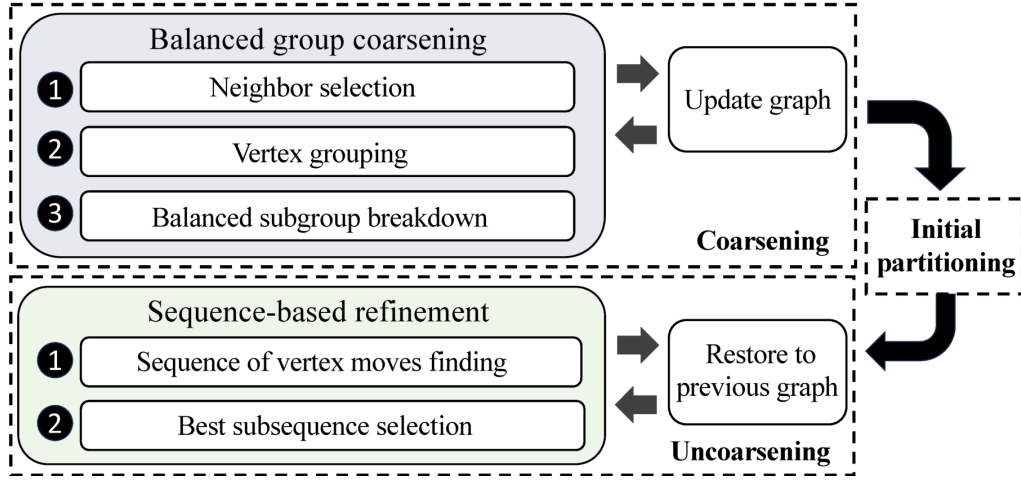 Balanced group coarsening
1 Neighbor selection
2 Vertex grouping
3 Balanced subgroup breakdown
Update graph
Coarsening
Initial
partitioning
Sequence-based refinement
1 Sequence of vertex moves finding
2 Best subsequence selection
Restore to
previous graph
Uncoarsening